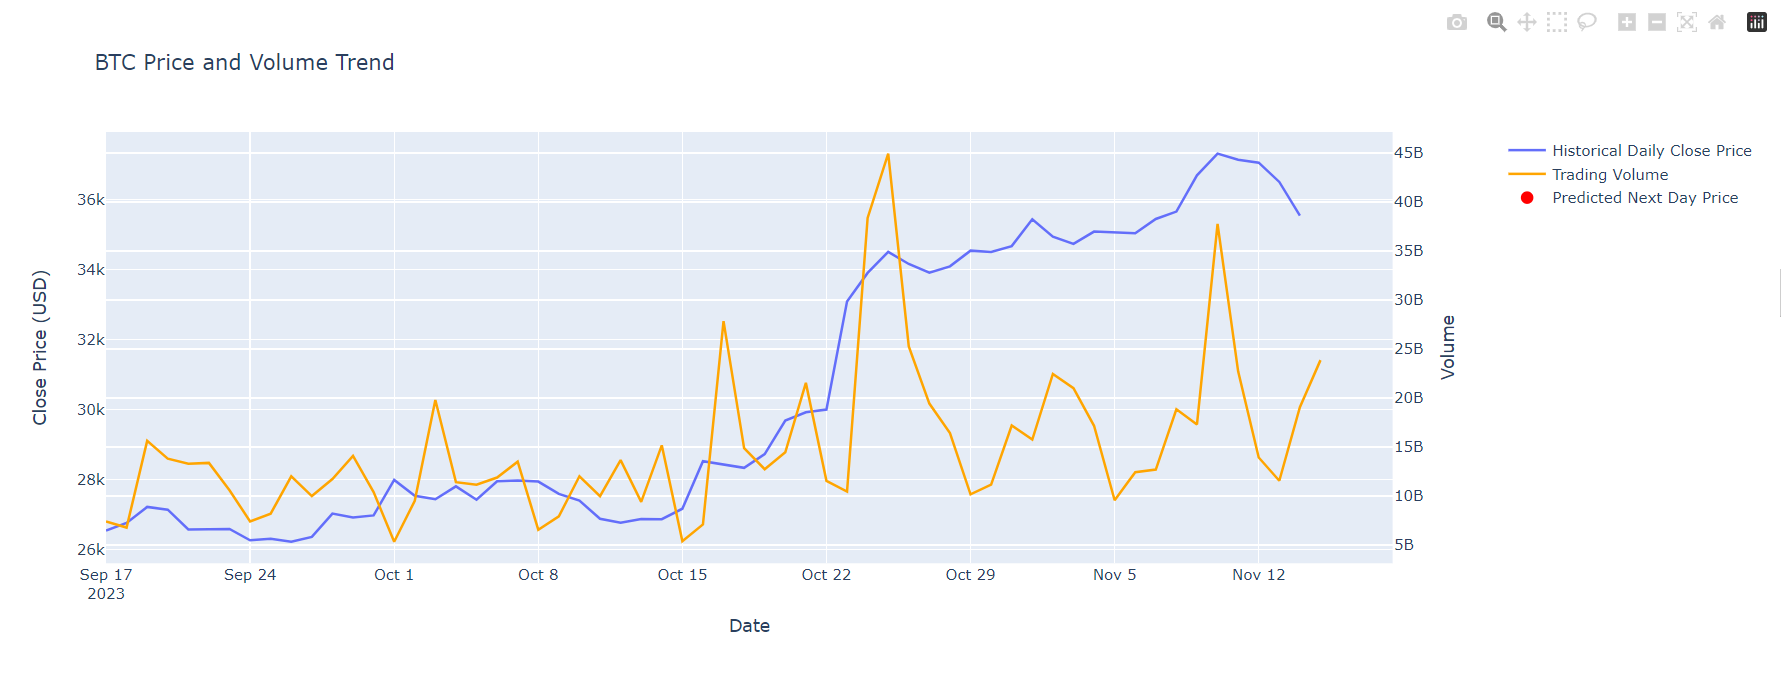 BTC Price and Volume Trend
Historical Daily Close Price
Trading Volume
Predicted Next Day Price
Close Price (USD)
36k
34k
32k
30k
28k
26k
45B
40B
35B
30B
25B
20B
15B
10B
5B
Volume
Sep 17
2023
Sep 24
Oct 1
Oct 8
Oct 15
Oct 22
Oct 29
Nov 5
Nov 12
Date